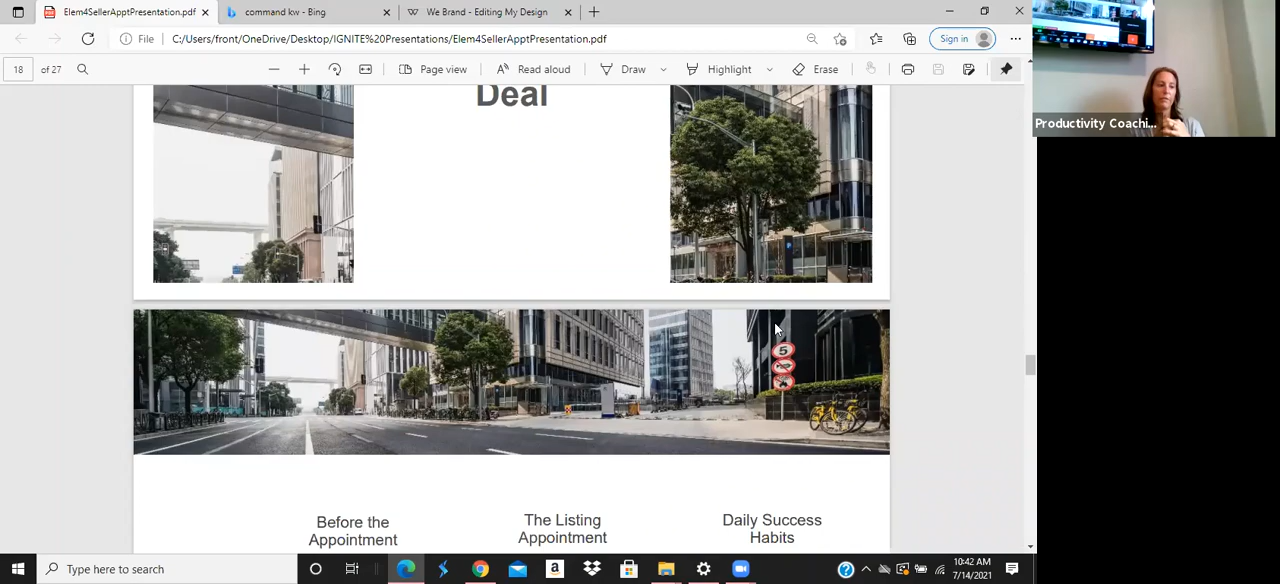 Elem4SellerApptPresentation.pdf
command kw - Bing
We Brand - Editing My Design
File
C:/Users/front/OneDrive/Desktop/IGNITE%20Presentations/Elem4SellerApptPresentation.pdf
Sign in
18 of 27
Page view
Read aloud
Draw
Highlight
Erase
Productivity Coachi...
Deal
P
5
Before the
Appointment
The Listing
Appointment
Daily Success
Habits
Type here to search
10:42 AM
7/14/2021